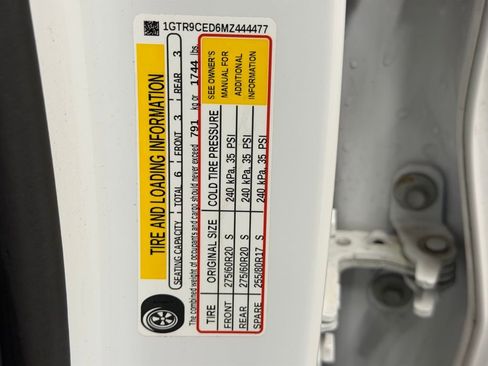 1GTR9CED6MZ444477
TIRE AND LOADING INFORMATION
SEATING CAPACITY TOTAL 6 FRONT 3 REAR 3
The combined weight of occupants and cargo should never exceed 791 kg or 1744 lbs.
TIRE ORIGINAL SIZE COLD TIRE PRESSURE
FRONT 275/60R20 S 240 kPa, 35 PSI
REAR 275/60R20 S 240 kPa, 35 PSI
SPARE 255/80R17 S 240 kPa, 35 PSI
SEE OWNER'S
MANUAL FOR
ADDITIONAL
INFORMATION